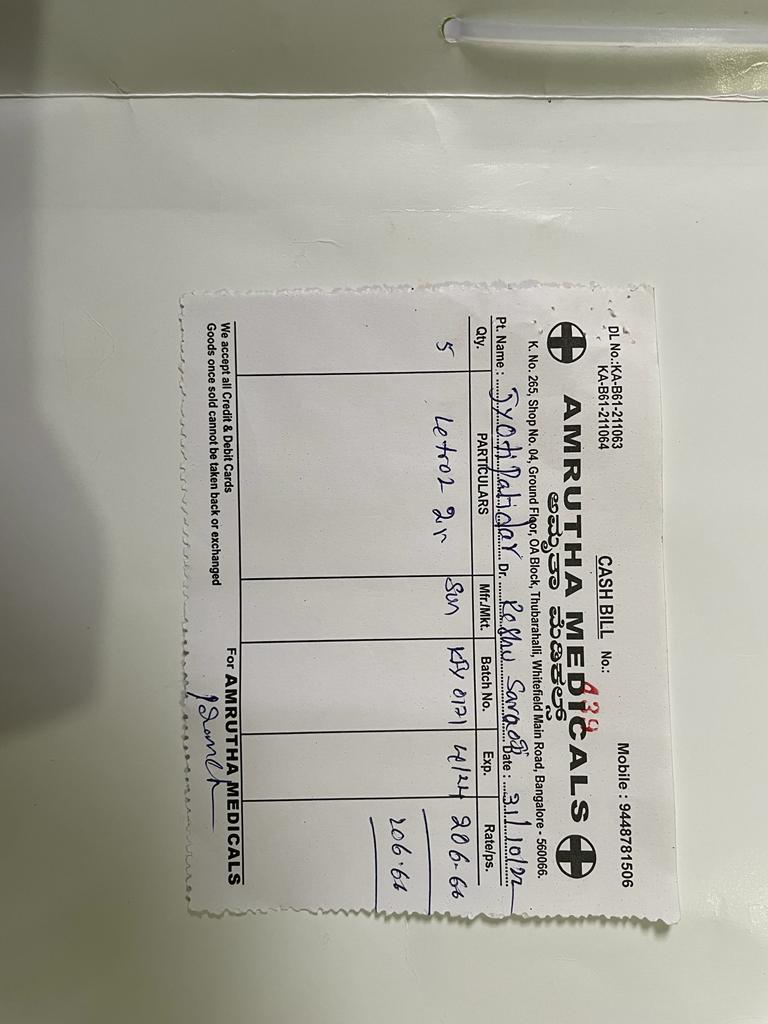 DL No.:KA-B61-211063
KA-B61-211064
Mobile : 9448781506
CASH BILL No.: 439
AMRUTHA MEDICALS
ಅಮೃತಾ ಮೆಡಿಕಲ್ಸ್
K. No. 265, Shop No. 04, Ground Floor, OA Block, Thubarahalli, Whitefield Main Road, Bangalore - 560066.
Pt. Name : Jyoti Patidar Dr. Reshu Saraogi Date : 31/10/22
Qty. PARTICULARS Mfr./Mkt. Batch No. Exp. Rate/ps.
5 Letroz Sun 0171 4/24 206.66
206.66
We accept all Credit & Debit Cards
Goods once sold cannot be taken back or exchanged
For AMRUTHA MEDICALS